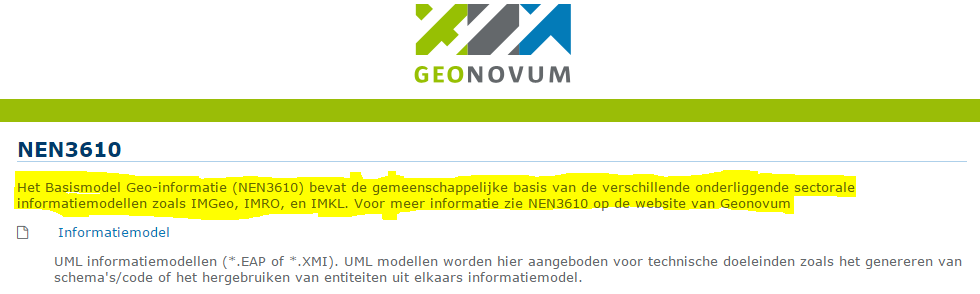 GEONOVUM
NEN3610
Het Basismodel Geo-informatie (NEN3610) bevat de gemeenschappelijke basis van de verschillende onderliggende sectorale
informatiemodellen zoals IMGeo, IMRO, en IMKL. Voor meer informatie zie NEN3610 op de website van Geonovum
Informatiemodel
UML informatiemodellen (*.EAP of *.XMI). UML modellen worden hier aangeboden voor technische doeleinden zoals het genereren van
schema's/code of het hergebruiken van entiteiten uit elkaars informatiemodel.